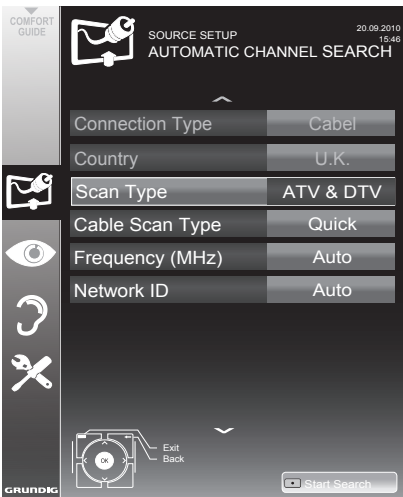 COMFORT
GUIDE
SOURCE SETUP
AUTOMATIC CHANNEL SEARCH
20.09.2010
15:46
Connection Type Cabel
Country U.K.
Scan Type ATV & DTV
Cable Scan Type Quick
Frequency (MHz) Auto
Network ID Auto
OK
Exit
Back
Start Search
GRUNDIG